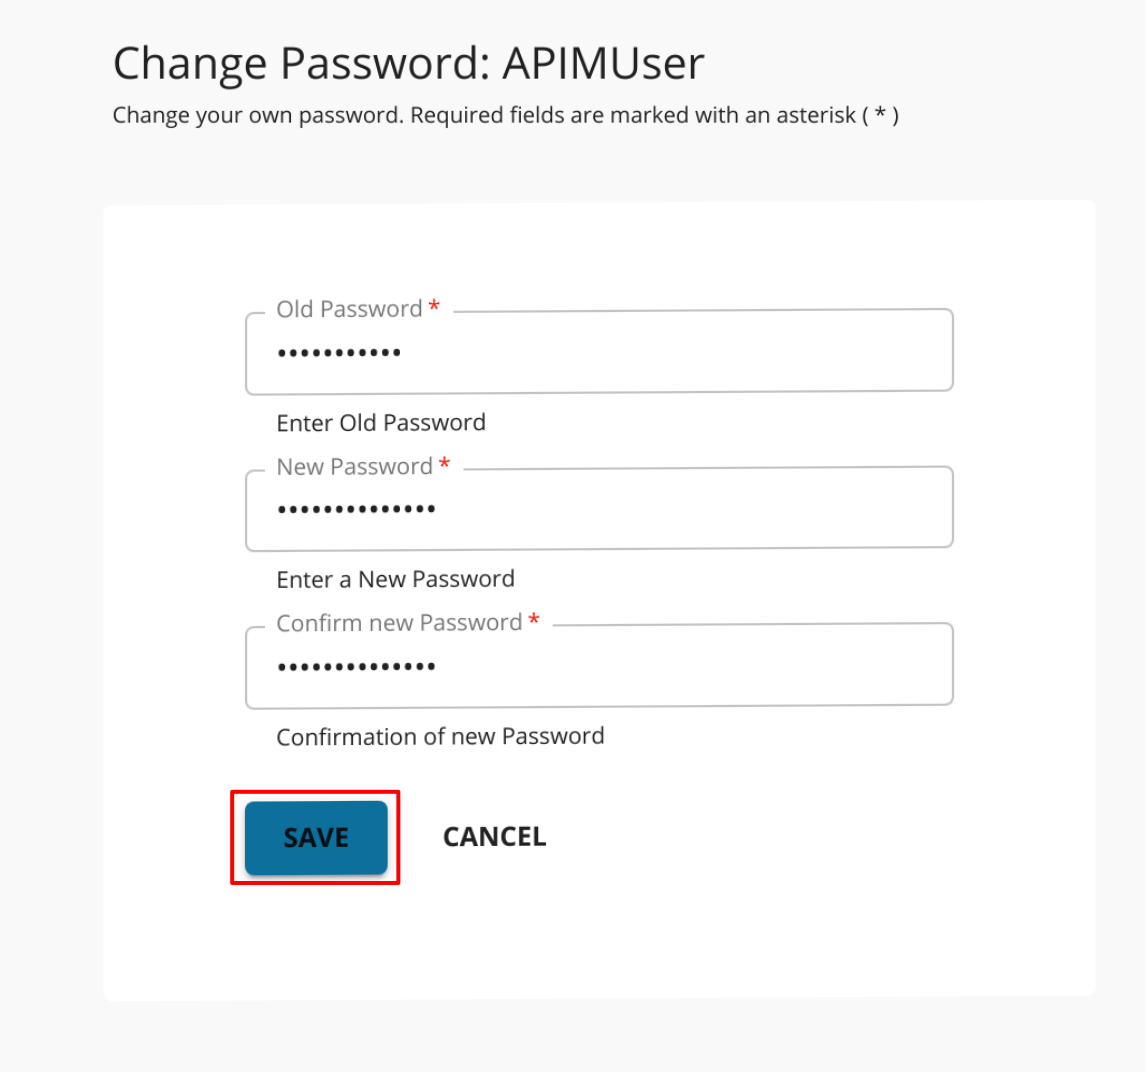 Change Password: APIMUser
Change your own password. Required fields are marked with an asterisk ( * )
Old Password *
•••••••••••
Enter Old Password
New Password *
••••••••••••••
Enter a New Password
Confirm new Password *
••••••••••••••
Confirmation of new Password
SAVE CANCEL